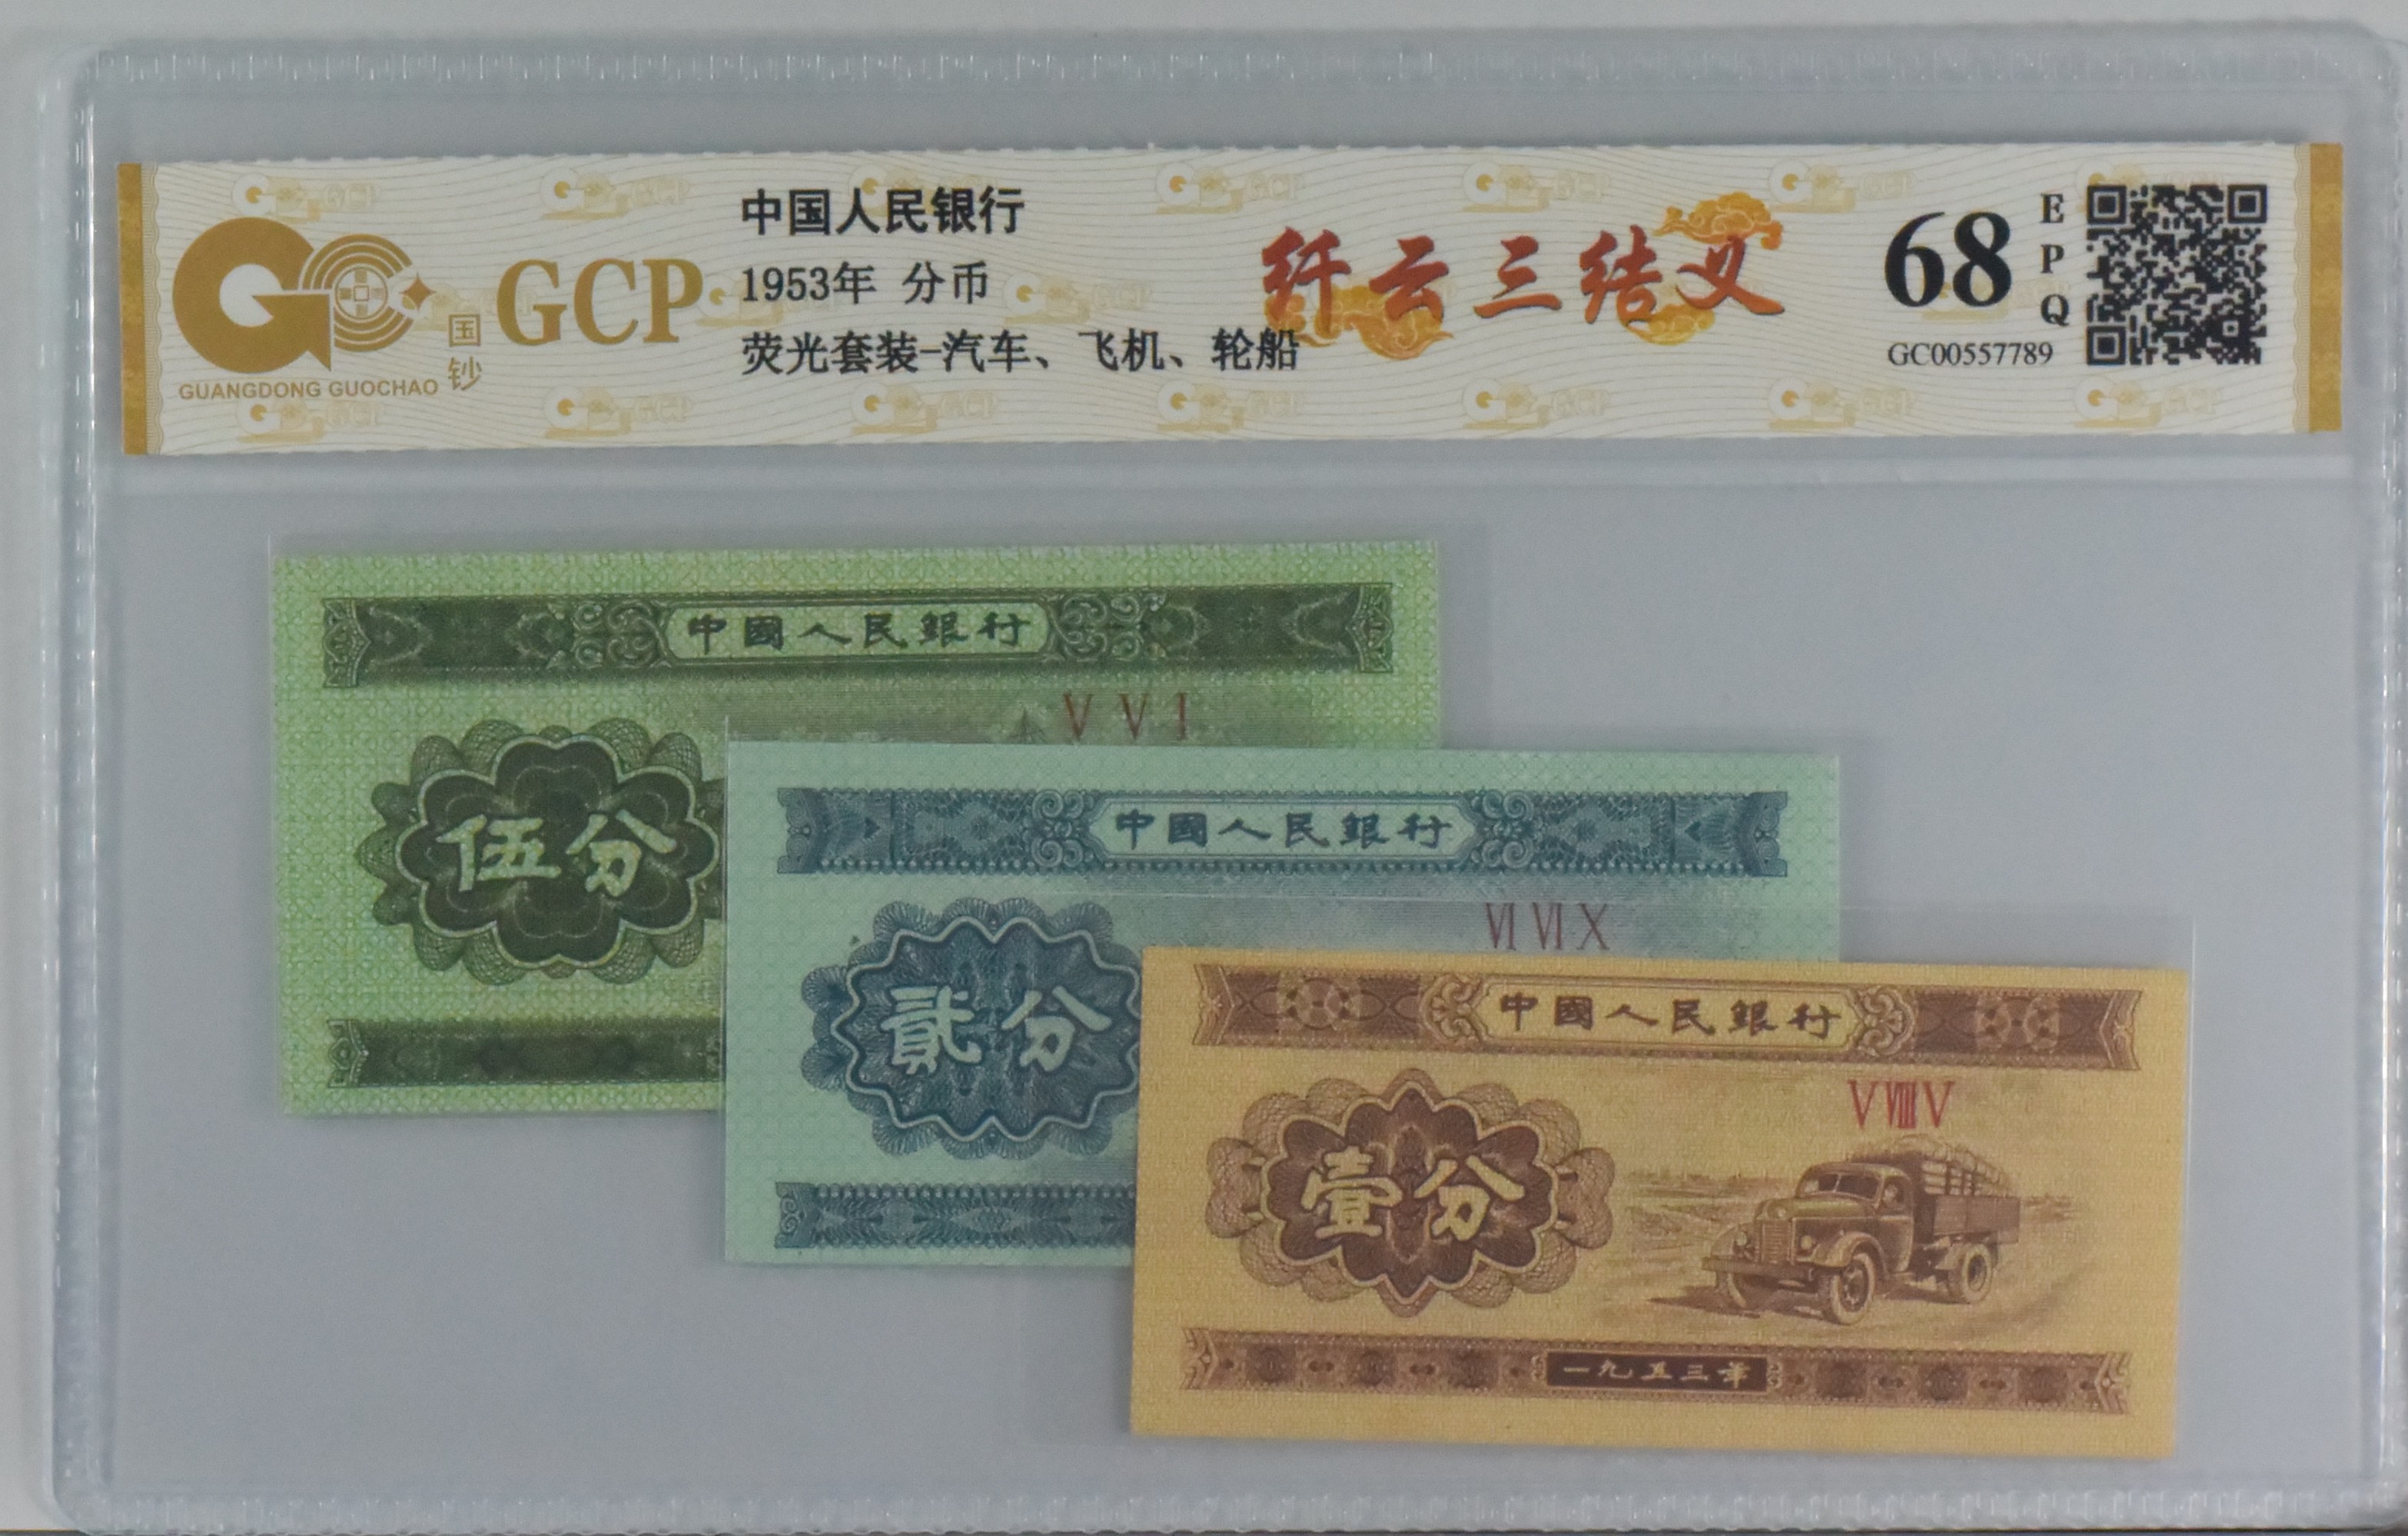 中国人民银行
1953年 分币
荧光套装-汽车、飞机、轮船
GCP
国钞
GUANGDONG GUOCHAO
纤云三结义
68
EPQ
GC00557789
中國人民銀行
V V I
伍分
中國人民銀行
VI VI X
貳分
中國人民銀行
V VIII V
壹分
一九五三年